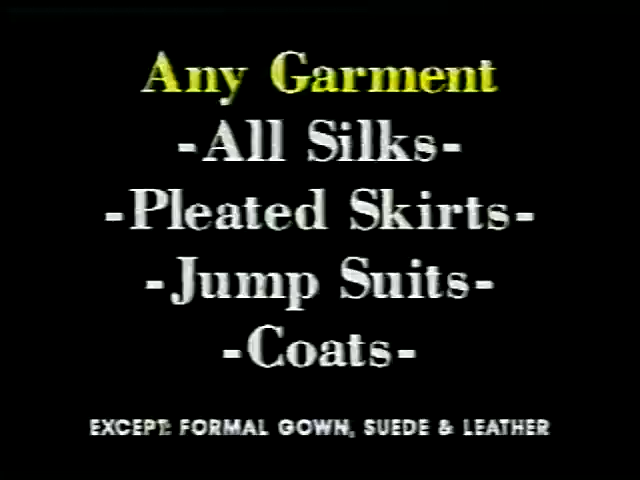 Any Garment
-All Silks-
-Pleated Skirts-
-Jump Suits-
-Coats-
EXCEPT: FORMAL GOWN, SUEDE & LEATHER